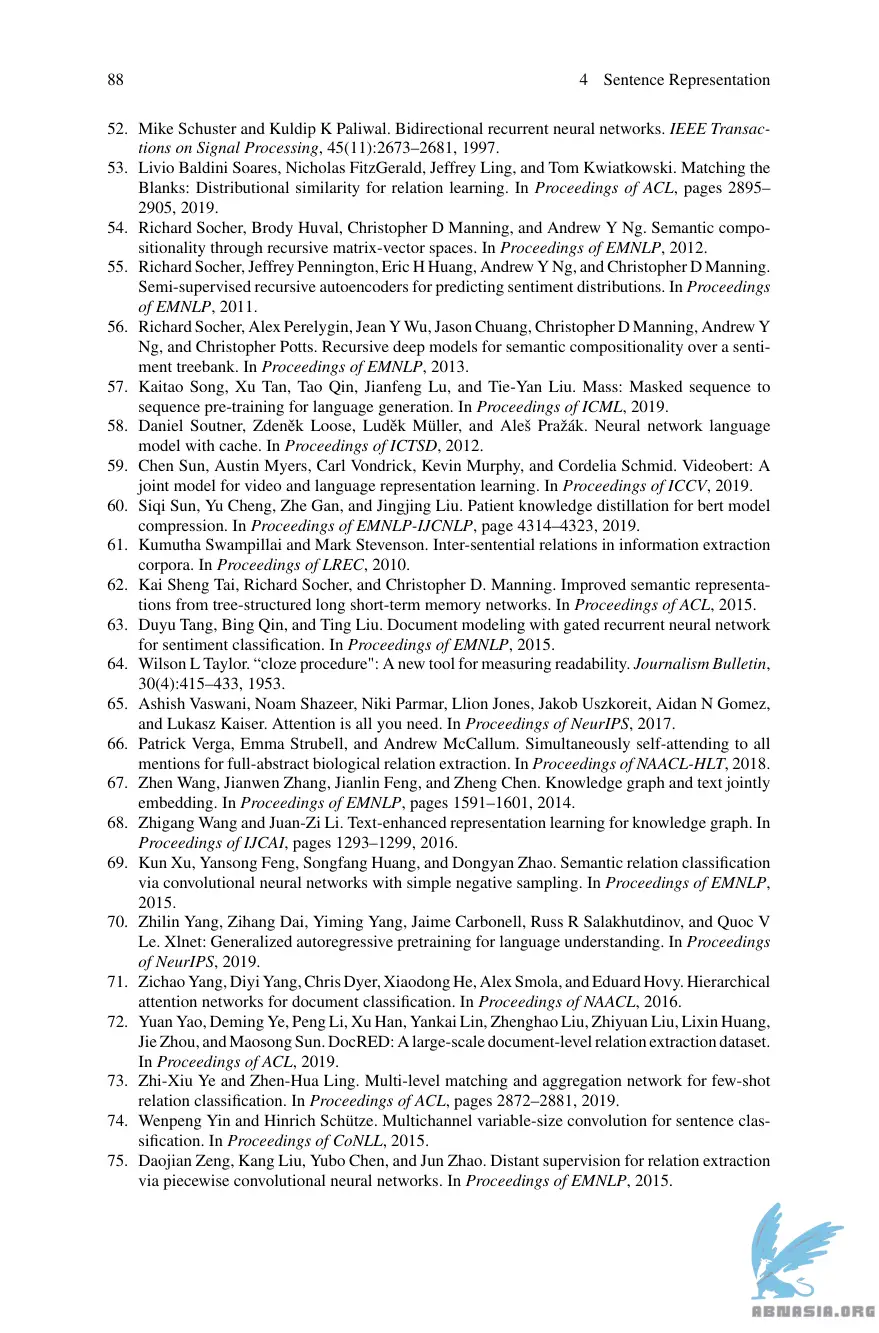 88 4 Sentence Representation
52. Mike Schuster and Kuldip K Paliwal. Bidirectional recurrent neural networks. IEEE Transac-
tions on Signal Processing, 45(11):2673–2681, 1997.
53. Livio Baldini Soares, Nicholas FitzGerald, Jeffrey Ling, and Tom Kwiatkowski. Matching the
Blanks: Distributional similarity for relation learning. In Proceedings of ACL, pages 2895–
2905, 2019.
54. Richard Socher, Brody Huval, Christopher D Manning, and Andrew Y Ng. Semantic compo-
sitionality through recursive matrix-vector spaces. In Proceedings of EMNLP, 2012.
55. Richard Socher, Jeffrey Pennington, Eric H Huang, Andrew Y Ng, and Christopher D Manning.
Semi-supervised recursive autoencoders for predicting sentiment distributions. In Proceedings
of EMNLP, 2011.
56. Richard Socher, Alex Perelygin, Jean Y Wu, Jason Chuang, Christopher D Manning, Andrew Y
Ng, and Christopher Potts. Recursive deep models for semantic compositionality over a senti-
ment treebank. In Proceedings of EMNLP, 2013.
57. Kaitao Song, Xu Tan, Tao Qin, Jianfeng Lu, and Tie-Yan Liu. Mass: Masked sequence to
sequence pre-training for language generation. In Proceedings of ICML, 2019.
58. Daniel Soutner, Zdeněk Loose, Luděk Müller, and Aleš Pražák. Neural network language
model with cache. In Proceedings of ICTSD, 2012.
59. Chen Sun, Austin Myers, Carl Vondrick, Kevin Murphy, and Cordelia Schmid. Videobert: A
joint model for video and language representation learning. In Proceedings of ICCV, 2019.
60. Siqi Sun, Yu Cheng, Zhe Gan, and Jingjing Liu. Patient knowledge distillation for bert model
compression. In Proceedings of EMNLP-IJCNLP, page 4314–4323, 2019.
61. Kumutha Swampillai and Mark Stevenson. Inter-sentential relations in information extraction
corpora. In Proceedings of LREC, 2010.
62. Kai Sheng Tai, Richard Socher, and Christopher D. Manning. Improved semantic representa-
tions from tree-structured long short-term memory networks. In Proceedings of ACL, 2015.
63. Duyu Tang, Bing Qin, and Ting Liu. Document modeling with gated recurrent neural network
for sentiment classification. In Proceedings of EMNLP, 2015.
64. Wilson L Taylor. “cloze procedure": A new tool for measuring readability. Journalism Bulletin,
30(4):415–433, 1953.
65. Ashish Vaswani, Noam Shazeer, Niki Parmar, Llion Jones, Jakob Uszkoreit, Aidan N Gomez,
and Lukasz Kaiser. Attention is all you need. In Proceedings of NeurIPS, 2017.
66. Patrick Verga, Emma Strubell, and Andrew McCallum. Simultaneously self-attending to all
mentions for full-abstract biological relation extraction. In Proceedings of NAACL-HLT, 2018.
67. Zhen Wang, Jianwen Zhang, Jianlin Feng, and Zheng Chen. Knowledge graph and text jointly
embedding. In Proceedings of EMNLP, pages 1591–1601, 2014.
68. Zhigang Wang and Juan-Zi Li. Text-enhanced representation learning for knowledge graph. In
Proceedings of IJCAI, pages 1293–1299, 2016.
69. Kun Xu, Yansong Feng, Songfang Huang, and Dongyan Zhao. Semantic relation classification
via convolutional neural networks with simple negative sampling. In Proceedings of EMNLP,
2015.
70. Zhilin Yang, Zihang Dai, Yiming Yang, Jaime Carbonell, Russ R Salakhutdinov, and Quoc V
Le. Xlnet: Generalized autoregressive pretraining for language understanding. In Proceedings
of NeurIPS, 2019.
71. Zichao Yang, Diyi Yang, Chris Dyer, Xiaodong He, Alex Smola, and Eduard Hovy. Hierarchical
attention networks for document classification. In Proceedings of NAACL, 2016.
72. Yuan Yao, Deming Ye, Peng Li, Xu Han, Yankai Lin, Zhenghao Liu, Zhiyuan Liu, Lixin Huang,
Jie Zhou, and Maosong Sun. DocRED: A large-scale document-level relation extraction dataset.
In Proceedings of ACL, 2019.
73. Zhi-Xiu Ye and Zhen-Hua Ling. Multi-level matching and aggregation network for few-shot
relation classification. In Proceedings of ACL, pages 2872–2881, 2019.
74. Wenpeng Yin and Hinrich Schütze. Multichannel variable-size convolution for sentence clas-
sification. In Proceedings of CoNLL, 2015.
75. Daojian Zeng, Kang Liu, Yubo Chen, and Jun Zhao. Distant supervision for relation extraction
via piecewise convolutional neural networks. In Proceedings of EMNLP, 2015.
ABNASIA.ORG